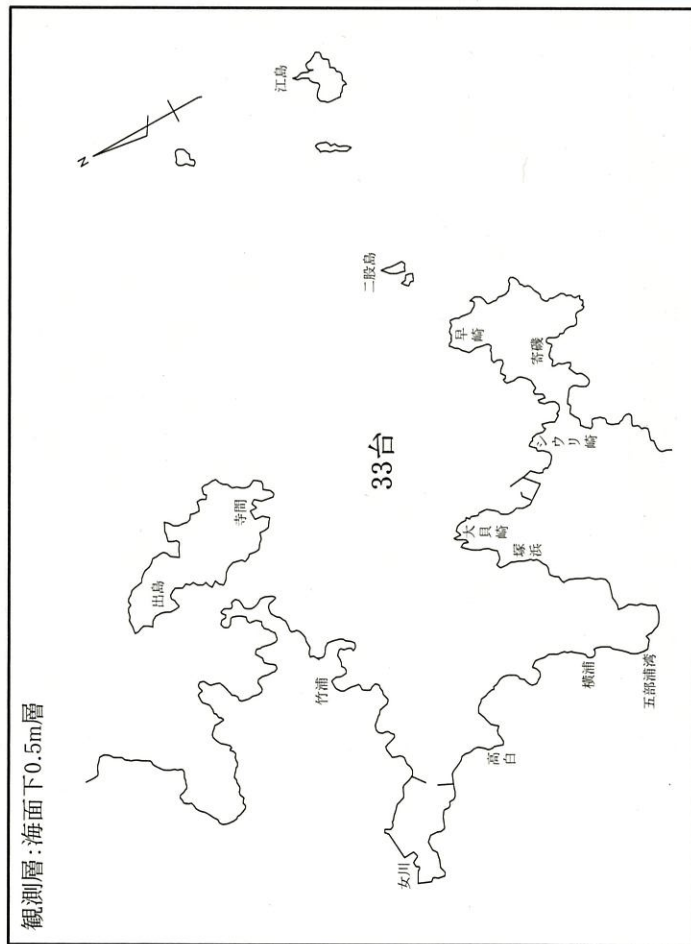 観測層:海面下0.5m層
N
江島
二股島
早崎
寄磯
シウリ崎
33台
寺間
出島
大貝崎
塚浜
竹浦
横浦
五部浦湾
高白
女川